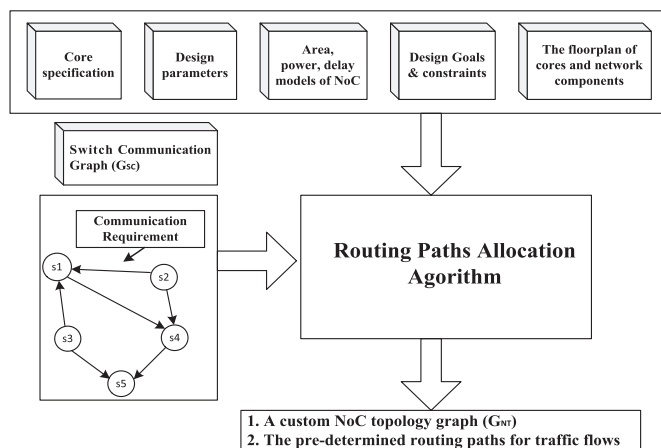 Core
specification
Design
parameters
Area,
power, delay
models of NoC
Design Goals
& constraints
The floorplan of
cores and network
components
Switch Communication
Graph (GSC)
Communication
Requirement
s1
s2
s3
s4
s5
Routing Paths Allocation
Agorithm
1. A custom NoC topology graph (GNT)
2. The pre-determined routing paths for traffic flows